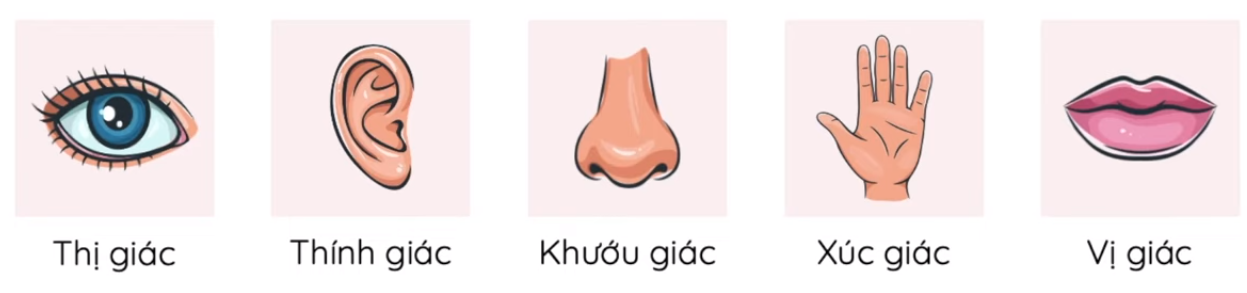 Thị giác
Thính giác
Khướu giác
Xúc giác
Vị giác